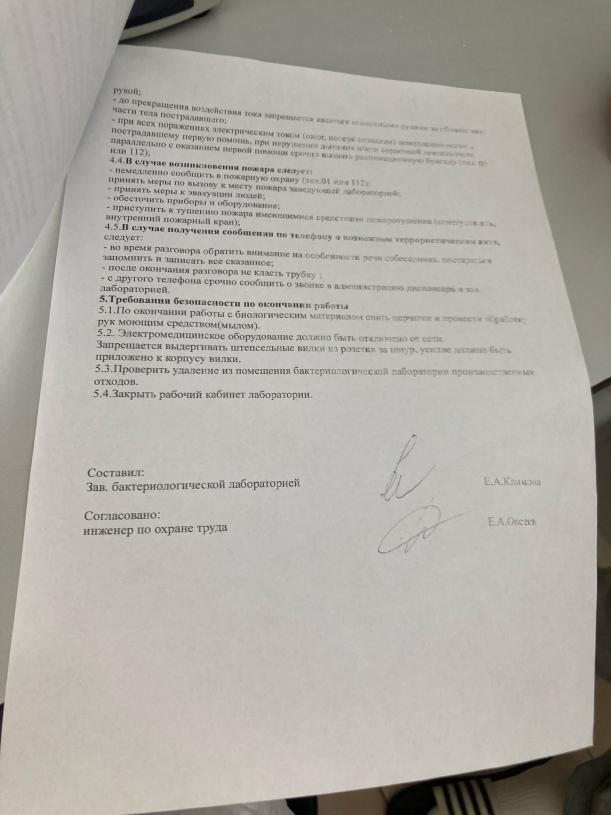 рукой;
- до прекращения воздействия тока запрещается касаться руками за
части тела пострадавшего;
- при всех поражениях электрическим током (ожог, потеря сознания)
пострадавшему первую помощь, при нарушении дыхания и/или сердечной деятельности
параллельно с оказанием первой помощи срочно вызвать реанимационную бригаду (тел.
или 112);
4.4.В случае возникновения пожара следует:
- немедленно сообщить в пожарную охрану (тел.01 или 112);
принять меры по вызову к месту пожара заведующей лабораторией;
- принять меры к эвакуации людей;
- обесточить приборы и оборудование;
- приступить к тушению пожара имеющимися средствами пожаротушения (огнетушитель,
внутренний пожарный кран);
4.5.В случае получения сообщения по телефону о возможном террористическом акте,
следует:
- во время разговора обратить внимание на особенности речи собеседника, постараться
запомнить и записать все сказанное;
- после окончания разговора не класть трубку ;
- с другого телефона срочно сообщить о звонке в администрацию диспансера и зав.
лабораторией.
5.Требования безопасности по окончании работы
5.1.По окончании работы с биологическим материалом снять перчатки и провести обработку
рук моющим средством(мылом).
5.2. Электромедицинское оборудование должно быть отключено от сети.
Запрещается выдергивать штепсельные вилки из розетки за шнур, усилие должно быть
приложено к корпусу вилки.
5.3.Проверить удаление из помещения бактериологической лаборатории производственных
отходов.
5.4.Закрыть рабочий кабинет лаборатории.
Составил:
Зав. бактериологической лабораторией Е.А.Климова
Согласовано:
инженер по охране труда Е.А.